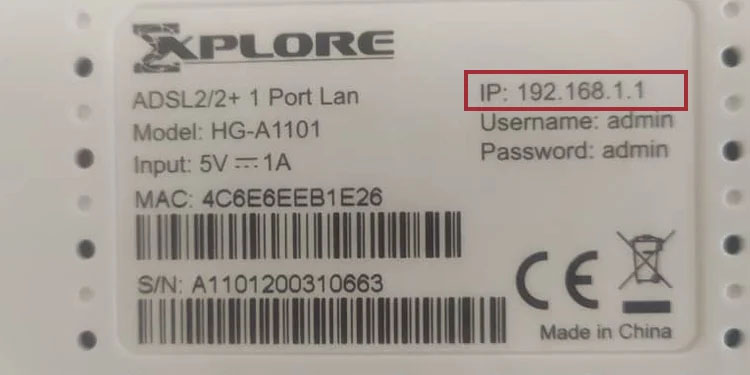 XPLORE
ADSL2/2+ 1 Port Lan
Model: HG-A1101
Input: 5V⎓1A
MAC: 4C6E6EEB1E26
S/N: A1101200310663
IP: 192.168.1.1
Username: admin
Password: admin
CE
Made in China